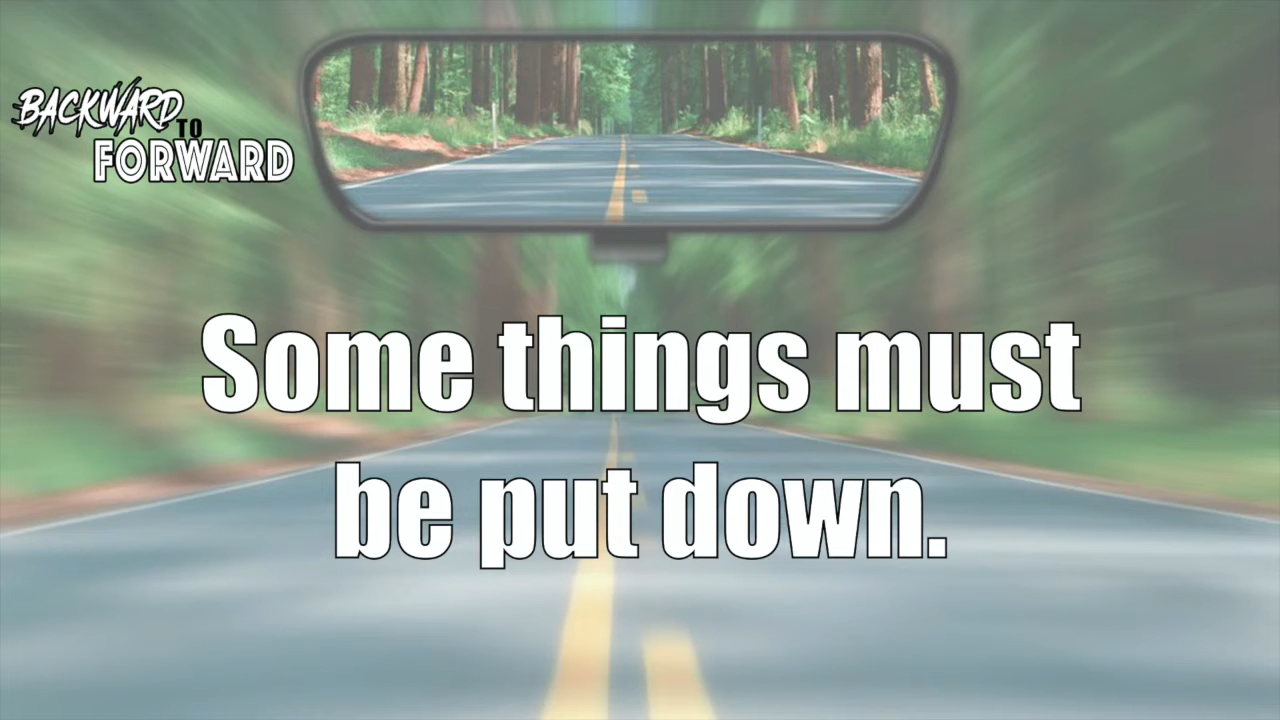 BACKWARD
TO
FORWARD
Some things must
be put down.